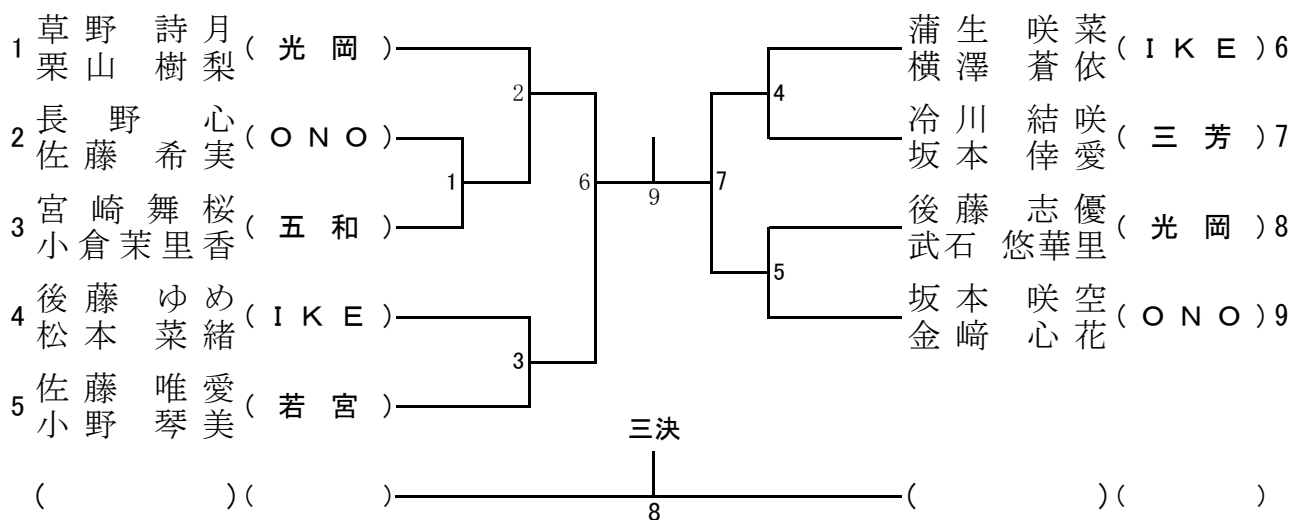 草野 詩月
1 (光岡)
栗山 樹梨
2
長野 心
2 (ONO)
佐藤 希実
1
宮崎舞桜
3 (五和)
小倉茉里香
後藤 ゆめ
4 (IKE)
松本 菜緒
3
佐藤 唯愛
5 (若宮)
小野 琴美
6
9
7
蒲生 咲菜
(IKE) 6
横澤 蒼依
4
冷川 結咲
(三芳) 7
坂本 倖愛
後藤 志優
(光岡) 8
武石 悠華里
5
坂本 咲空
(ONO) 9
金﨑 心花
三決
( )( )
8
( )( )